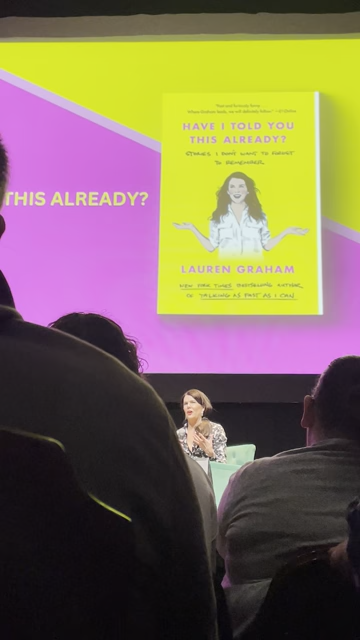 THIS ALREADY?
HAVE I TOLD YOU
THIS ALREADY?
STORIES I DON'T WANT TO FORGET
TO REMEMBER
LAUREN GRAHAM
NEW YORK TIMES BESTSELLING AUTHOR
OF TALKING AS FAST AS I CAN